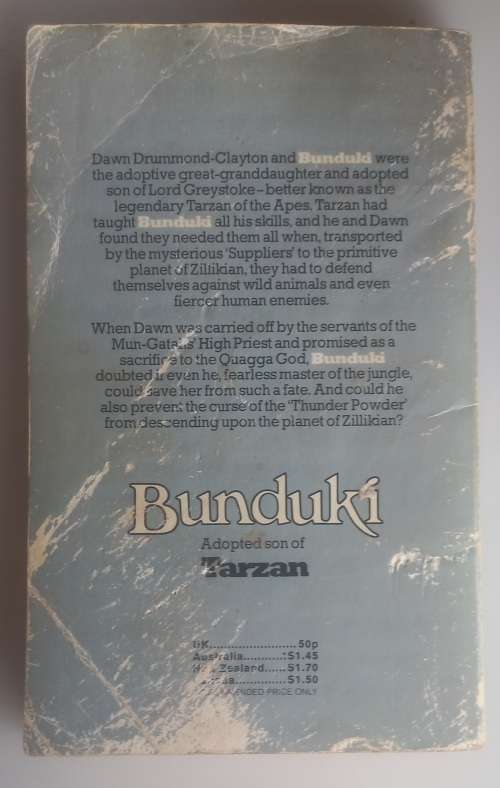 Dawn Drummond-Clayton and Bunduki were
the adoptive great-granddaughter and adopted
son of Lord Greystoke – better known as the
legendary Tarzan of the Apes. Tarzan had
taught Bunduki all his skills, and he and Dawn
found they needed them all when, transported
by the mysterious 'Suppliers' to the primitive
planet of Zillikian, they had to defend
themselves against wild animals and even
fiercer human enemies.
When Dawn was carried off by the servants of the
Mun-Gatahs' High Priest and promised as a
sacrifice to the Quagga God, Bunduki
doubted if even he, fearless master of the jungle,
could save her from such a fate. And could he
also prevent the curse of the 'Thunder Powder'
from descending upon the planet of Zillikian?
Bunduki
Adopted son of
Tarzan
UK........................50p
Australia...........$1.45
New Zealand......$1.70
..............$1.50
PRICE ONLY